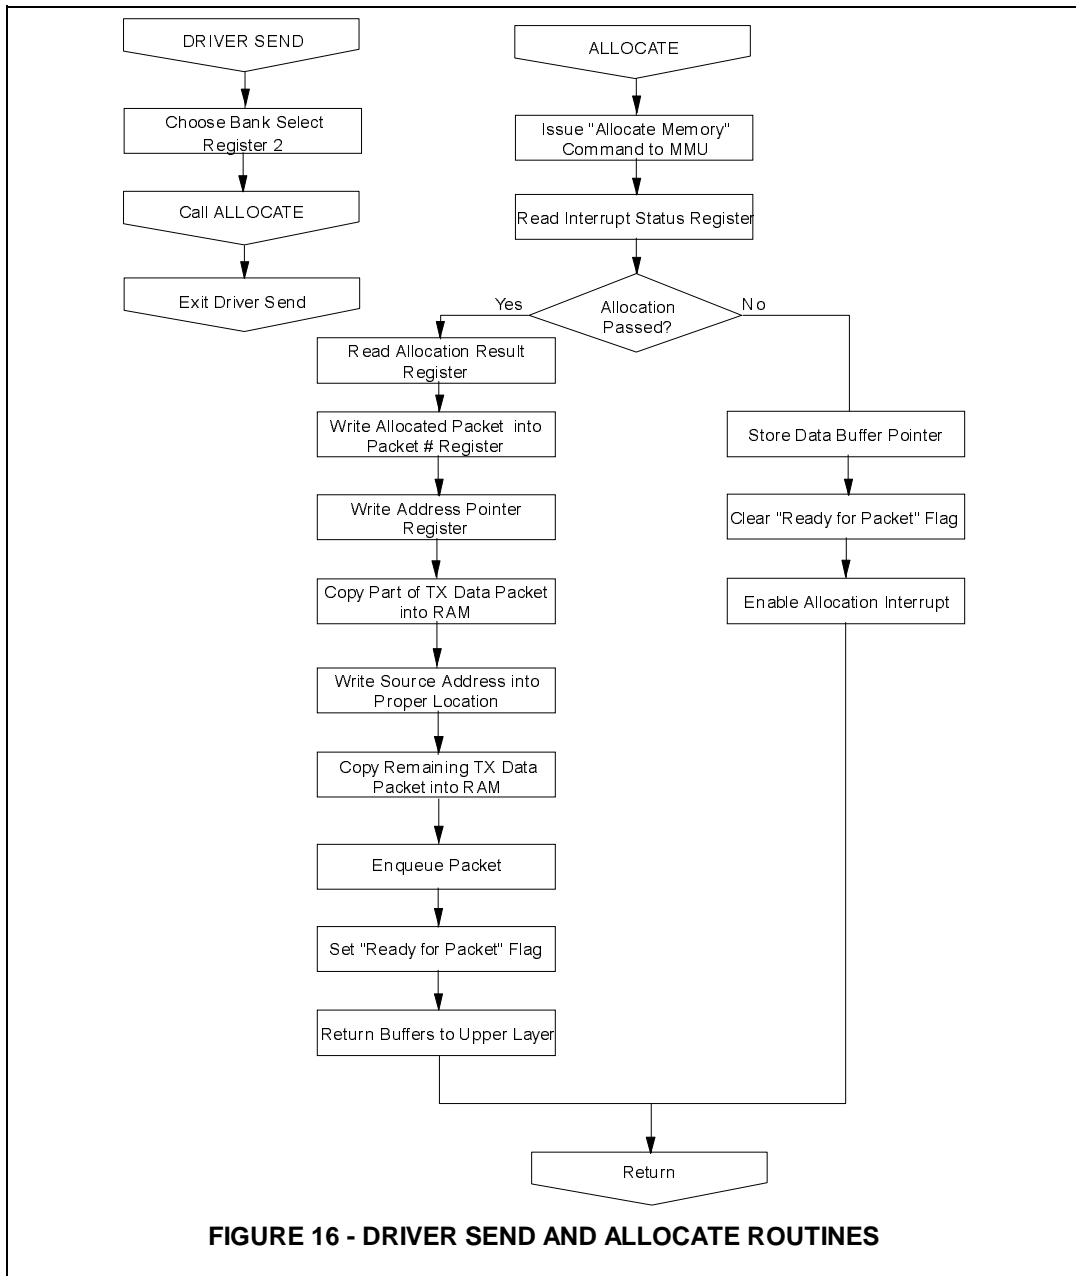 DRIVER SEND
Choose Bank Select
Register 2
Call ALLOCATE
Exit Driver Send
ALLOCATE
Issue "Allocate Memory"
Command to MMU
Read Interrupt Status Register
Allocation
Passed?
Yes
No
Read Allocation Result
Register
Write Allocated Packet into
Packet # Register
Write Address Pointer
Register
Copy Part of TX Data Packet
into RAM
Write Source Address into
Proper Location
Copy Remaining TX Data
Packet into RAM
Enqueue Packet
Set "Ready for Packet" Flag
Return Buffers to Upper Layer
Store Data Buffer Pointer
Clear "Ready for Packet" Flag
Enable Allocation Interrupt
Return
FIGURE 16 - DRIVER SEND AND ALLOCATE ROUTINES